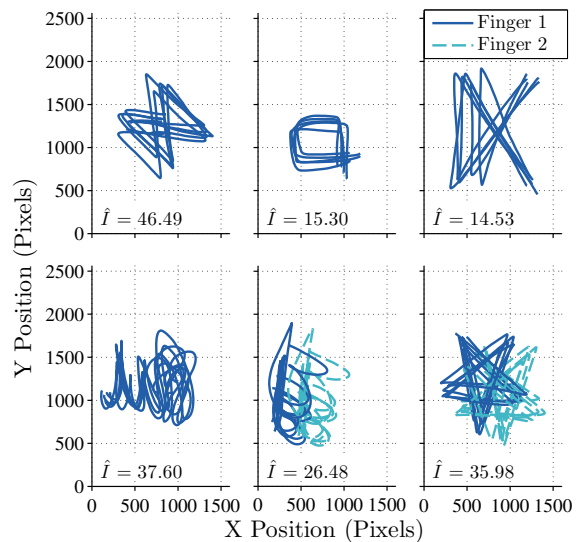 2500
2000
1500
1000
500
0
Î = 46.49
Î = 15.30
Finger 1
Finger 2
Î = 14.53
Y Position (Pixels)
2500
2000
1500
1000
500
0
Î = 37.60
Î = 26.48
Î = 35.98
0 500 1000 1500 0 500 1000 1500 0 500 1000 1500
X Position (Pixels)